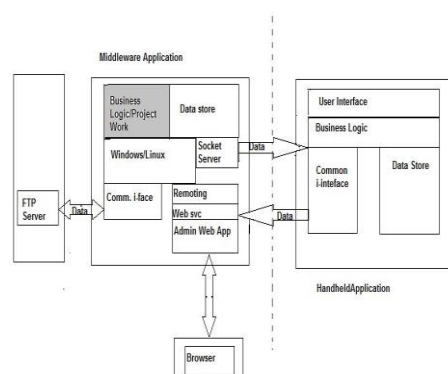 Middleware Application
Business
Logic/Project
Work
Data store
Windows/Linux
Socket
Server
Data
Comm. i-face
Remoting
Web svc
Admin Web App
FTP
Server
Data
Data
User Interface
Business Logic
Common
i-inteface
Data Store
HandheldApplication
Browser